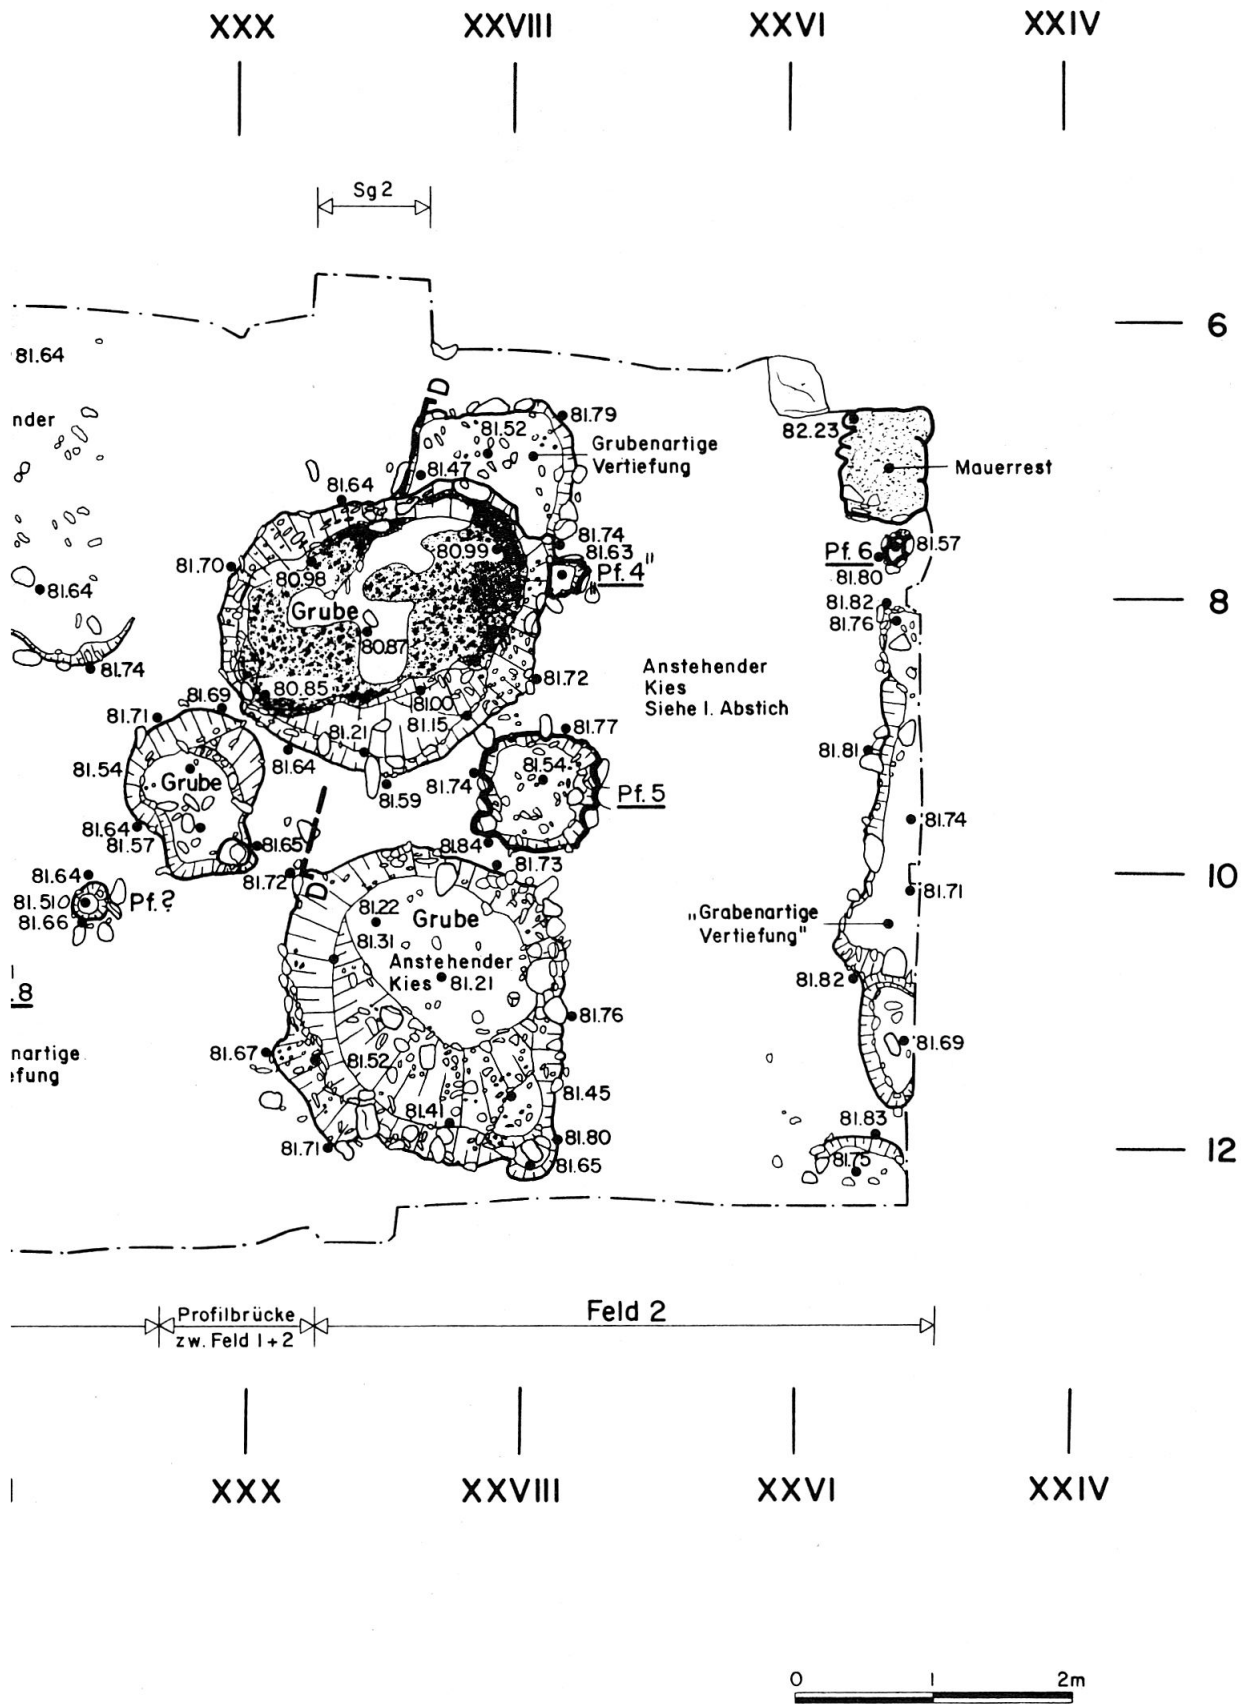 XXX XXVIII XXVI XXIV
Sg 2
6
81.64
nder
D
81.79
81.52
Grubenartige
Vertiefung
82.23
81.47
Mauerrest
81.64
81.74
81.63
80.99
81.57
Pf. 6
81.70
80.98
„Pf. 4"
81.80
81.64
Grube
81.82
8
81.76
80.87
81.74
Anstehender
Kies
Siehe 1. Abstich
81.72
80.85
81.69
81.00
81.71
81.15
81.77
81.21
81.81
81.54
81.64
81.54
Grube
81.74
81.59
Pf. 5
81.74
81.64
81.57
81.65
81.84
81.73
81.64
81.72
D
10
81.71
81.510
Pf. ?
81.66
81.22
Grube
„Grabenartige
Vertiefung"
81.31
Anstehender
Kies
81.21
81.82
.8
81.76
81.69
nartige
efung
81.67
81.52
81.45
81.41
81.83
81.80
81.71
81.65
81.75
12
Profilbrücke
zw. Feld 1+2
Feld 2
XXX XXVIII XXVI XXIV
0 1 2m